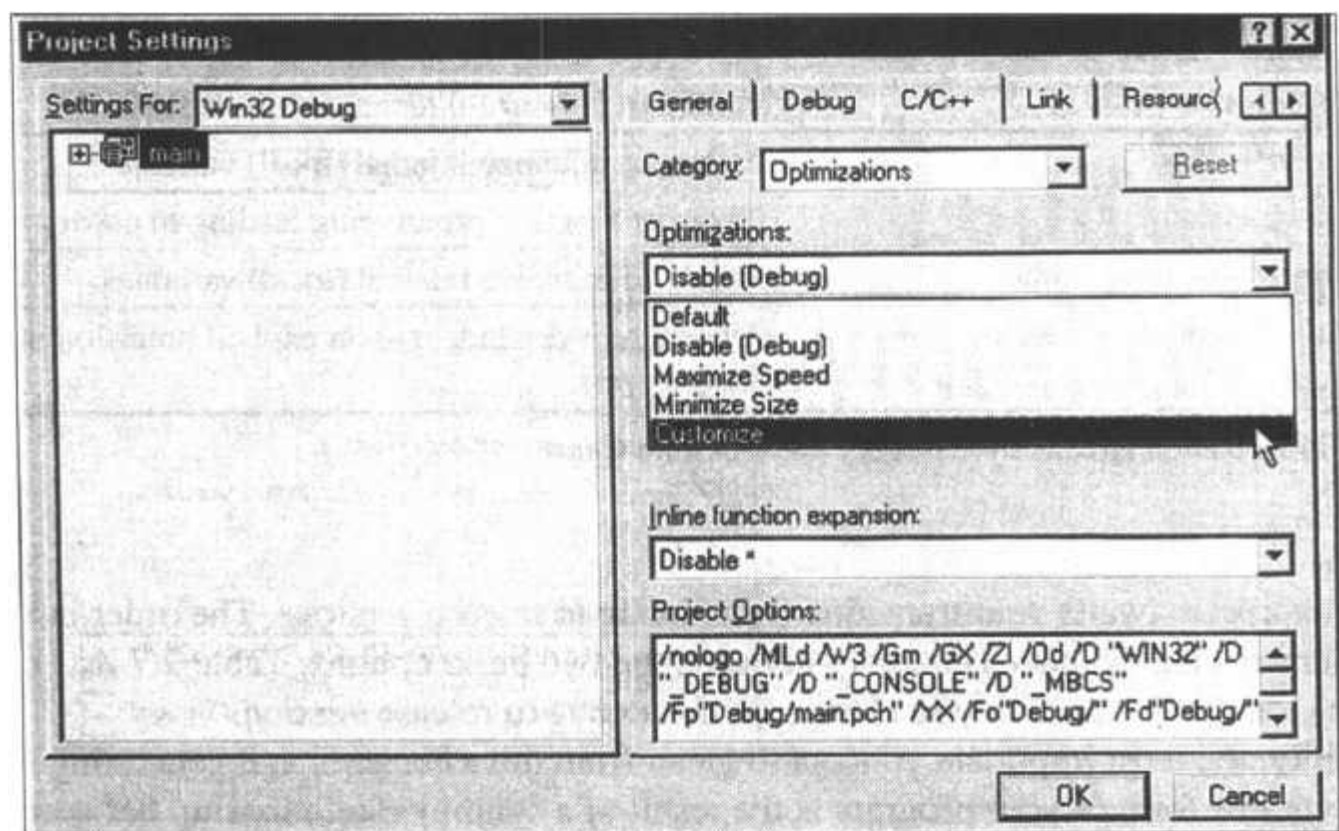 Project Settings
Settings For: Win32 Debug
main
General Debug C/C++ Link Resourc
Category: Optimizations Reset
Optimizations:
Disable (Debug)
Default
Disable (Debug)
Maximize Speed
Minimize Size
Customize
Inline function expansion:
Disable *
Project Options:
/nologo /MLd /W3 /Gm /GX /ZI /Od /D "WIN32" /D
"_DEBUG" /D "_CONSOLE" /D "_MBCS"
/Fp"Debug/main.pch" /YX /Fo"Debug/" /Fd"Debug/"
OK Cancel